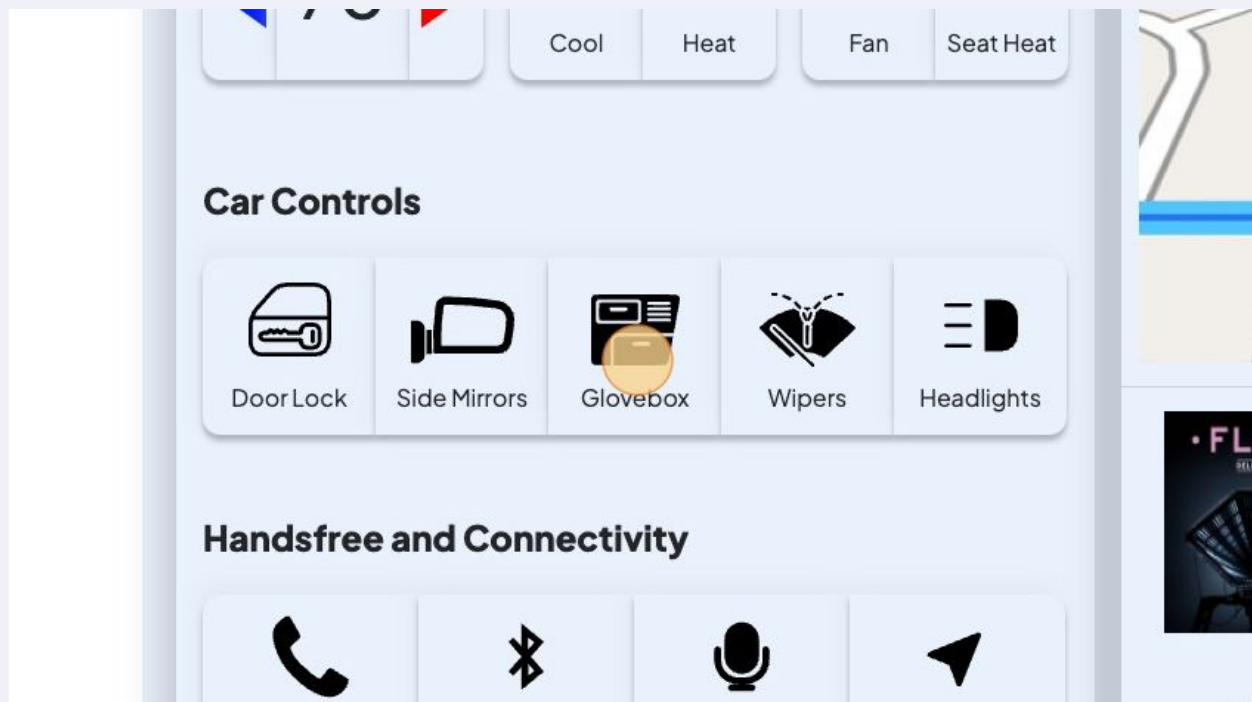 Cool Heat Fan Seat Heat
Car Controls
Door Lock Side Mirrors Glovebox Wipers Headlights
Handsfree and Connectivity